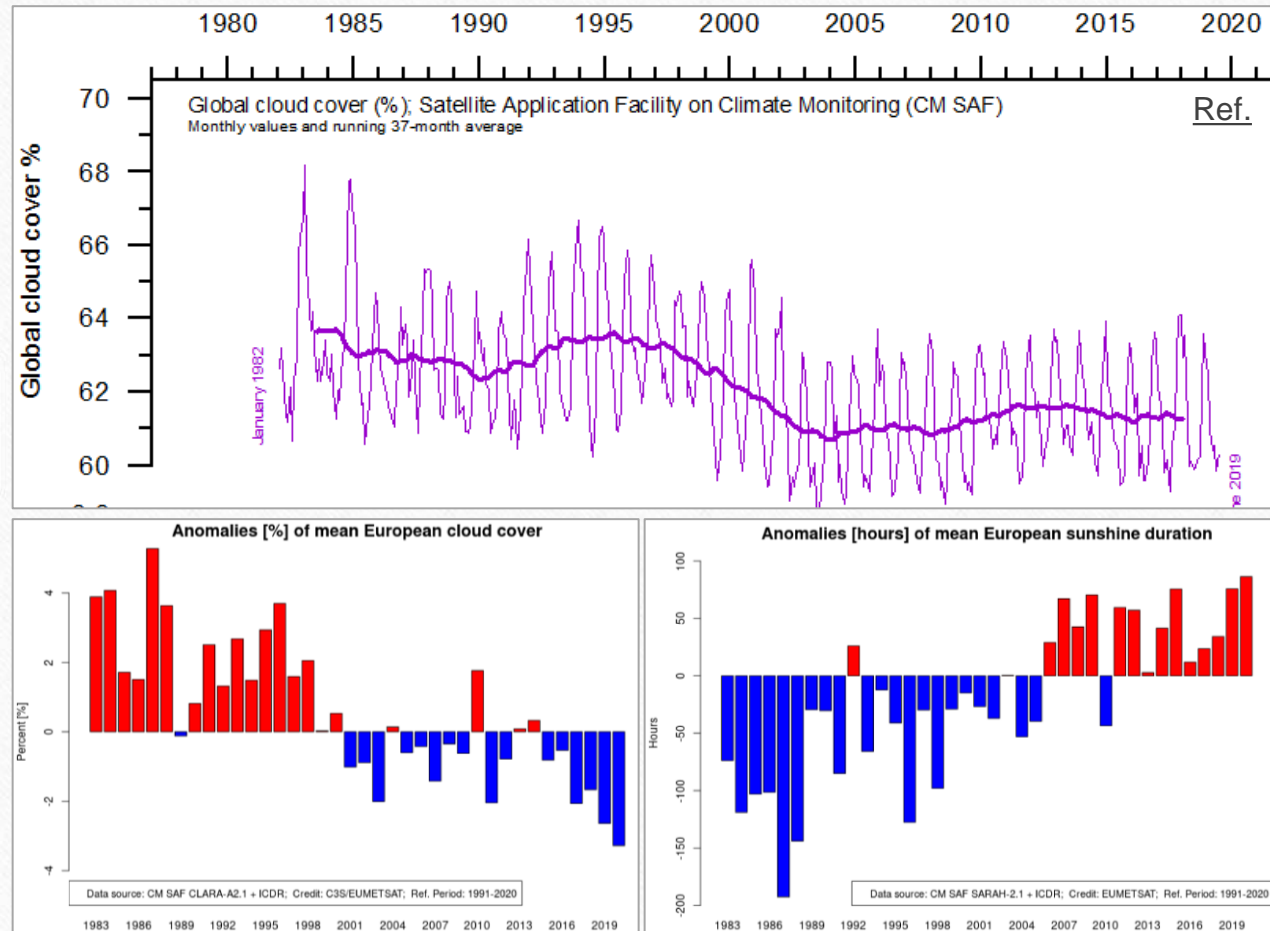 1980 1985 1990 1995 2000 2005 2010 2015 2020
Global cloud cover (%); Satellite Application Facility on Climate Monitoring (CM SAF)
Monthly values and running 37-month average
Ref.
Global cloud cover %
70
68
66
64
62
60
January 1982
ne 2019
Anomalies [%] of mean European cloud cover
Percent [%]
4
2
0
-2
-4
Data source: CM SAF CLARA-A2.1 + ICDR; Credit: C3S/EUMETSAT; Ref. Period: 1991-2020
1983 1986 1989 1992 1995 1998 2001 2004 2007 2010 2013 2016 2019
Anomalies [hours] of mean European sunshine duration
Hours
100
50
0
-50
-100
-150
-200
Data source: CM SAF SARAH-2.1 + ICDR; Credit: EUMETSAT; Ref. Period: 1991-2020
1983 1986 1989 1992 1995 1998 2001 2004 2007 2010 2013 2016 2019